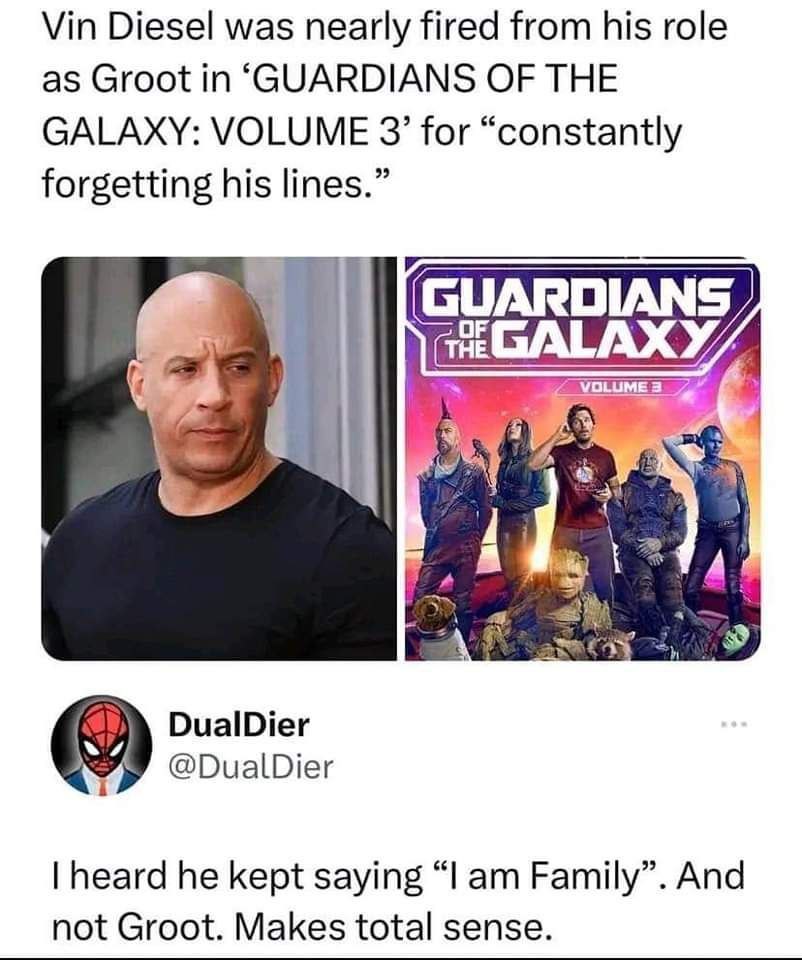 Vin Diesel was nearly fired from his role
as Groot in ‘GUARDIANS OF THE
GALAXY: VOLUME 3’ for “constantly
forgetting his lines.”
GUARDIANS
OF
THE GALAXY
VOLUME 3
DualDier
@DualDier
I heard he kept saying “I am Family”. And
not Groot. Makes total sense.